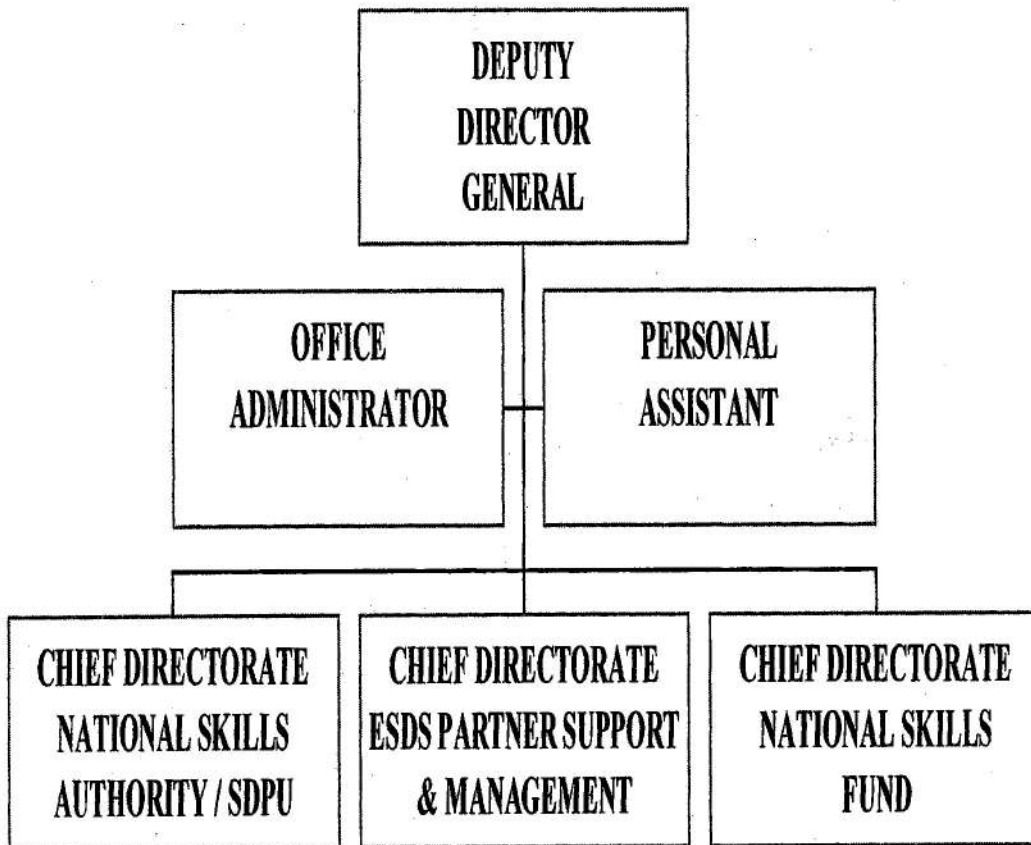 DEPUTY
DIRECTOR
GENERAL
OFFICE
ADMINISTRATOR
PERSONAL
ASSISTANT
CHIEF DIRECTORATE
NATIONAL SKILLS
AUTHORITY / SDPU
CHIEF DIRECTORATE
ESDS PARTNER SUPPORT
& MANAGEMENT
CHIEF DIRECTORATE
NATIONAL SKILLS
FUND